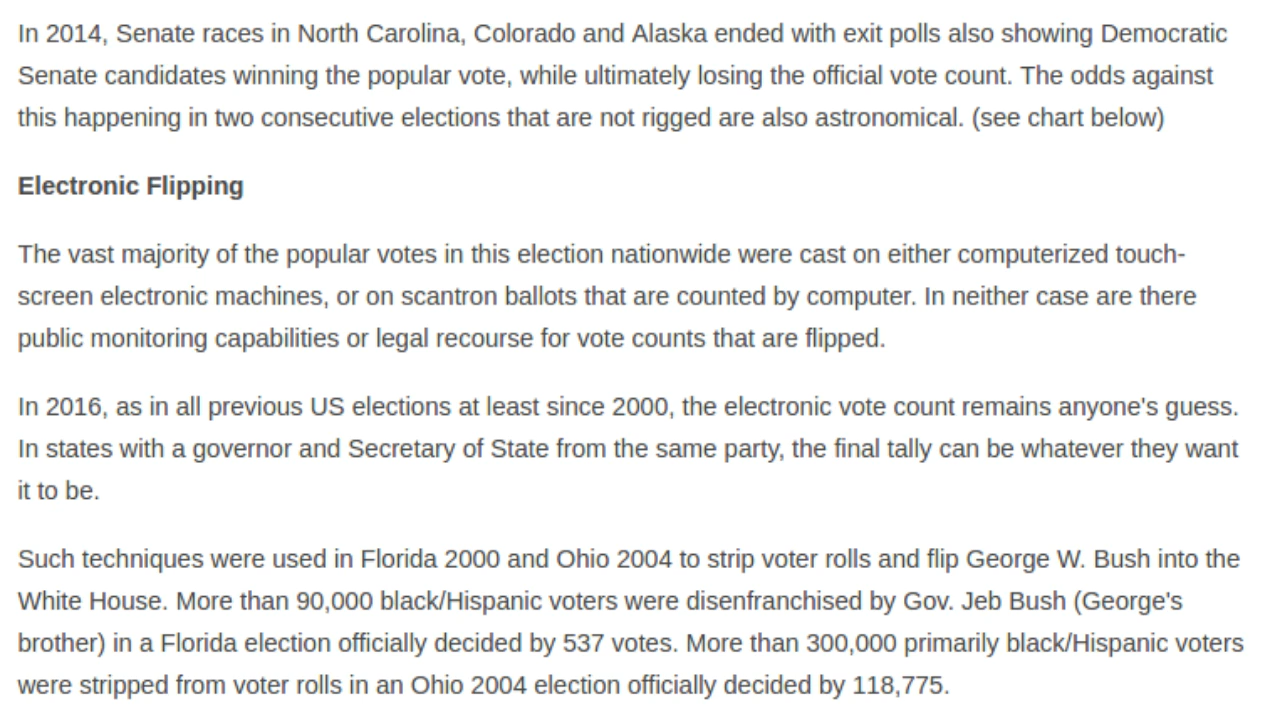 In 2014, Senate races in North Carolina, Colorado and Alaska ended with exit polls also showing Democratic
Senate candidates winning the popular vote, while ultimately losing the official vote count. The odds against
this happening in two consecutive elections that are not rigged are also astronomical. (see chart below)
Electronic Flipping
The vast majority of the popular votes in this election nationwide were cast on either computerized touch-
screen electronic machines, or on scantron ballots that are counted by computer. In neither case are there
public monitoring capabilities or legal recourse for vote counts that are flipped.
In 2016, as in all previous US elections at least since 2000, the electronic vote count remains anyone's guess.
In states with a governor and Secretary of State from the same party, the final tally can be whatever they want
it to be.
Such techniques were used in Florida 2000 and Ohio 2004 to strip voter rolls and flip George W. Bush into the
White House. More than 90,000 black/Hispanic voters were disenfranchised by Gov. Jeb Bush (George's
brother) in a Florida election officially decided by 537 votes. More than 300,000 primarily black/Hispanic voters
were stripped from voter rolls in an Ohio 2004 election officially decided by 118,775.